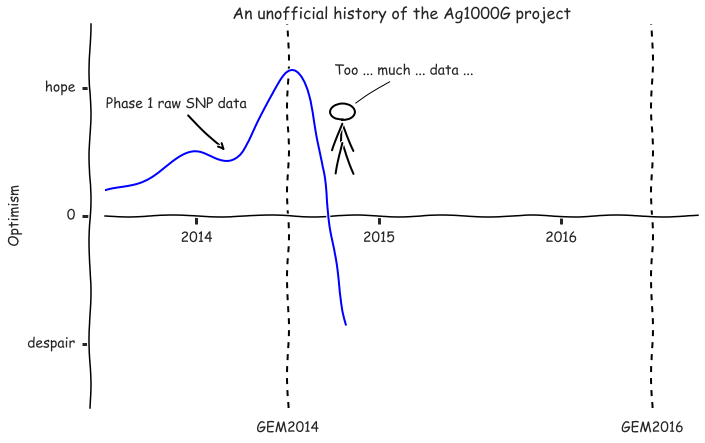 An unofficial history of the Ag1000G project
Too ... much ... data ...
hope
Phase 1 raw SNP data
Optimism
0
2014
2015
2016
despair
GEM2014
GEM2016